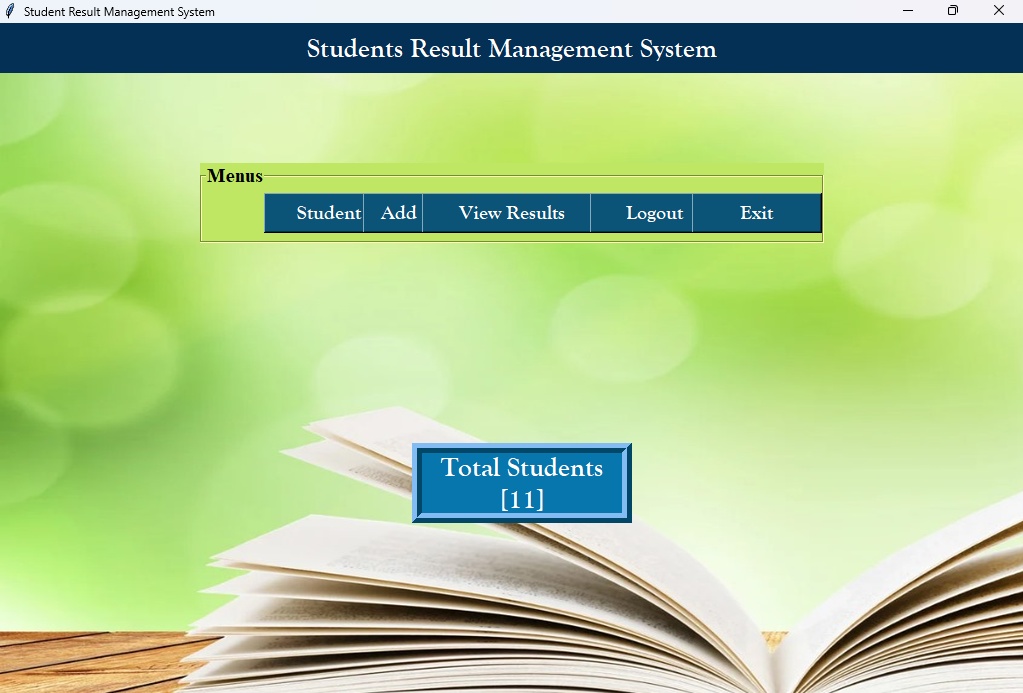 Student Result Management System
Students Result Management System
Menus
Student Add View Results Logout Exit
Total Students
[11]